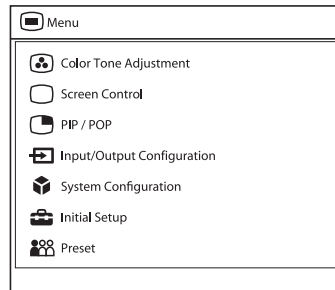 Menu
Color Tone Adjustment
Screen Control
PIP / POP
Input/Output Configuration
System Configuration
Initial Setup
Preset